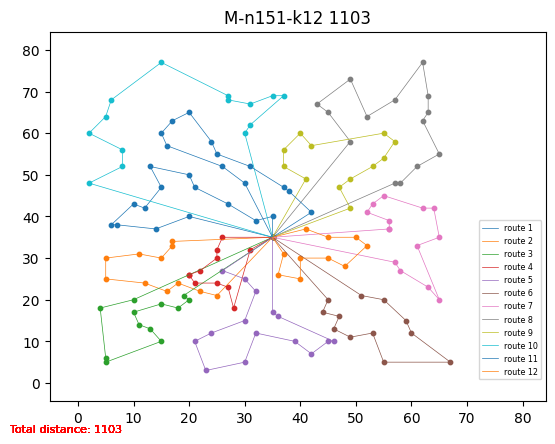 M-n151-k12 1103
80
70
60
50
40
30
20
10
0
route 1
route 2
route 3
route 4
route 5
route 6
route 7
route 8
route 9
route 10
route 11
route 12
0 10 20 30 40 50 60 70 80
Total distance: 1103